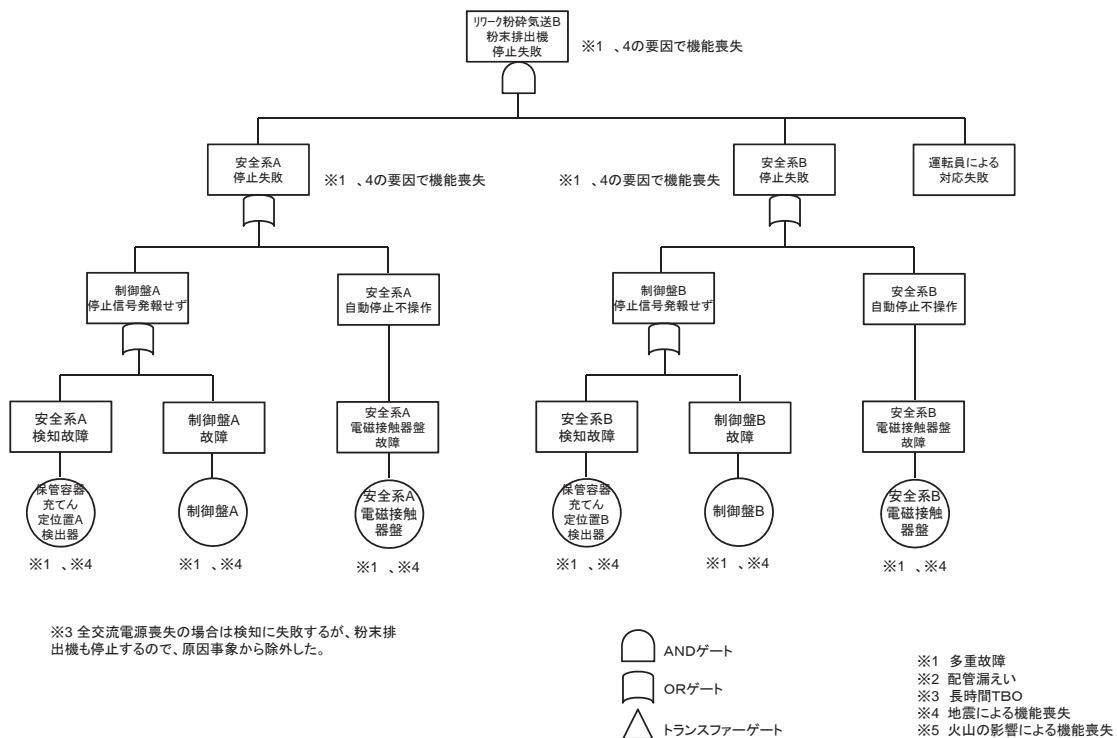 リワーク粉砕気送B
粉末排出機
停止失敗
※1 、4の要因で機能喪失
安全系A
停止失敗
※1 、4の要因で機能喪失
※1 、4の要因で機能喪失
安全系B
停止失敗
運転員による
対応失敗
制御盤A
停止信号発報せず
安全系A
自動停止不操作
制御盤B
停止信号発報せず
安全系B
自動停止不操作
安全系A
検知故障
制御盤A
故障
安全系A
電磁接触器盤
故障
安全系B
検知故障
制御盤B
故障
安全系B
電磁接触器盤
故障
保管容器
充てん
定位置A
検出器
制御盤A
安全系A
電磁接触
器盤
保管容器
充てん
定位置B
検出器
制御盤B
安全系B
電磁接触
器盤
※1 、※4
※1 、※4
※1 、※4
※1 、※4
※1 、※4
※1 、※4
※3 全交流電源喪失の場合は検知に失敗するが、粉末排
出機も停止するので、原因事象から除外した。
ANDゲート
ORゲート
トランスファーゲート
※1 多重故障
※2 配管漏えい
※3 長時間TBO
※4 地震による機能喪失
※5 火山の影響による機能喪失